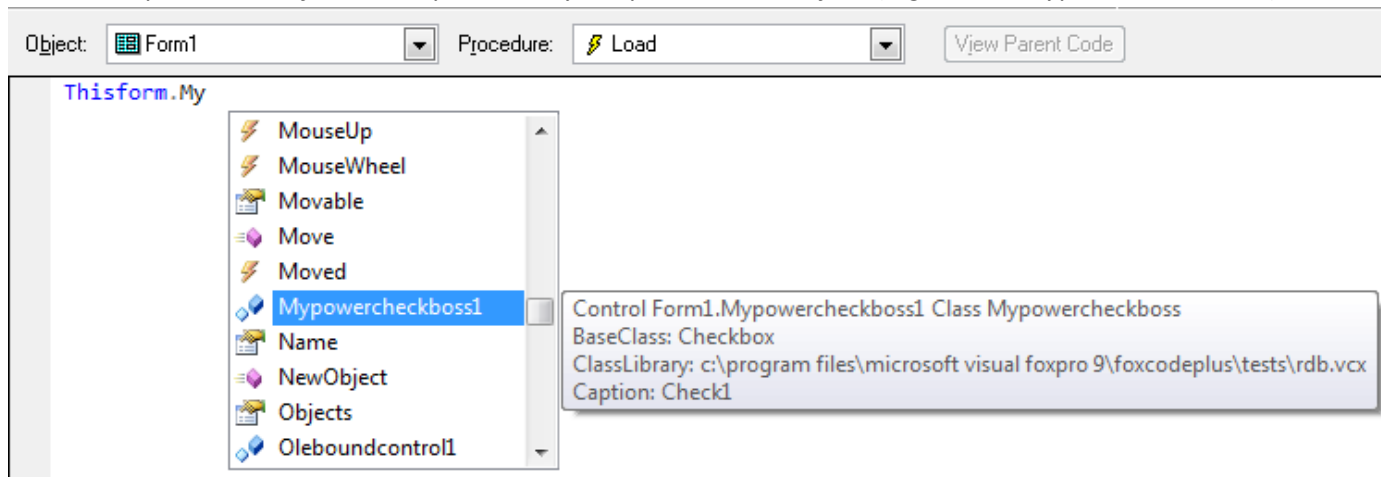 Object: Form1 Procedure: Load View Parent Code
Thisform.My
MouseUp
MouseWheel
Movable
Move
Moved
Mypowercheckboss1
Name
NewObject
Objects
Oleboundcontrol1
Control Form1.Mypowercheckboss1 Class Mypowercheckboss
BaseClass: Checkbox
ClassLibrary: c:\program files\microsoft visual foxpro 9\foxcodeplus\tests\rdb.vcx
Caption: Check1